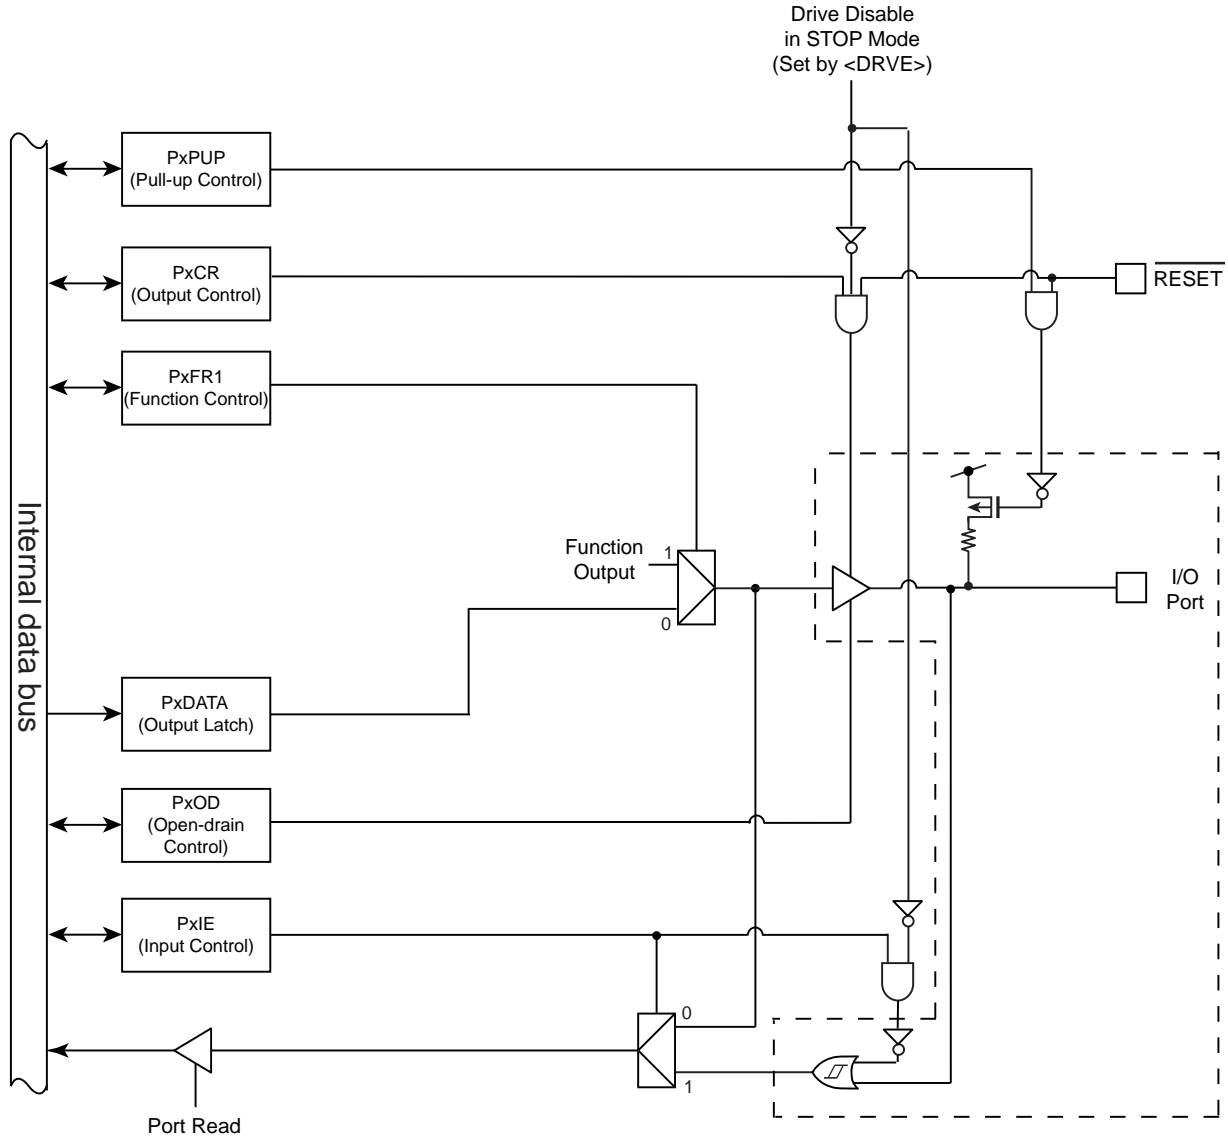 Drive Disable
in STOP Mode
(Set by <DRVE>)
PxPUP
(Pull-up Control)
PxCR
(Output Control)
RESET
PxFR1
(Function Control)
Internal data bus
Function
Output
1
0
I/O
Port
PxDATA
(Output Latch)
PxOD
(Open-drain
Control)
PxIE
(Input Control)
0
1
Port Read